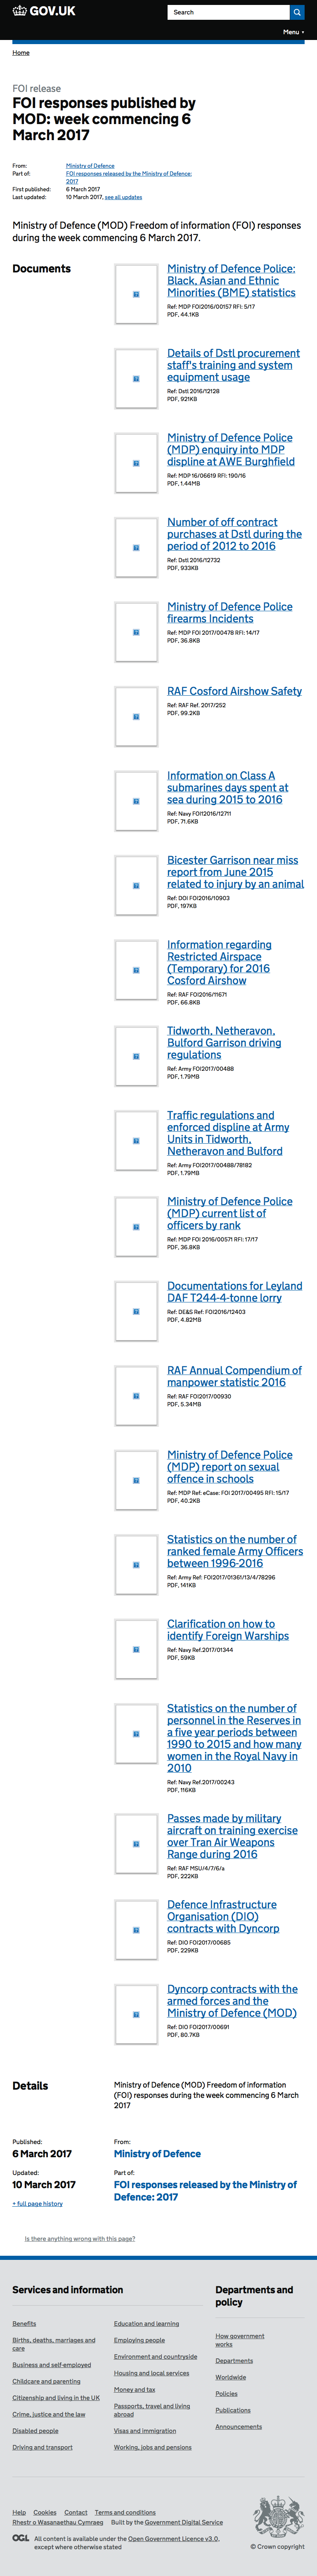 GOV.UK
Search
Menu
Home
FOI release
FOI responses published by
MOD: week commencing 6
March 2017
From: Ministry of Defence
Part of: FOI responses released by the Ministry of Defence:
2017
First published: 6 March 2017
Last updated: 10 March 2017, see all updates
Ministry of Defence (MOD) Freedom of information (FOI) responses
during the week commencing 6 March 2017.
Documents
Ministry of Defence Police:
Black, Asian and Ethnic
Minorities (BME) statistics
Ref: MDP FOI2016/00157 RFI: 5/17
PDF, 44.1KB
Details of Dstl procurement
staff's training and system
equipment usage
Ref: Dstl 2016/12128
PDF, 921KB
Ministry of Defence Police
(MDP) enquiry into MDP
displine at AWE Burghfield
Ref: MDP 16/06619 RFI: 190/16
PDF, 1.44MB
Number of off contract
purchases at Dstl during the
period of 2012 to 2016
Ref: Dstl 2016/12732
PDF, 933KB
Ministry of Defence Police
firearms Incidents
Ref: MDP FOI 2017/00478 RFI: 14/17
PDF, 36.8KB
RAF Cosford Airshow Safety
Ref: RAF Ref. 2017/252
PDF, 99.2KB
Information on Class A
submarines days spent at
sea during 2015 to 2016
Ref: Navy FOI12016/12711
PDF, 71.6KB
Bicester Garrison near miss
report from June 2015
related to injury by an animal
Ref: DOI FOI2016/10903
PDF, 197KB
Information regarding
Restricted Airspace
(Temporary) for 2016
Cosford Airshow
Ref: RAF FOI2016/11671
PDF, 66.8KB
Tidworth, Netheravon,
Bulford Garrison driving
regulations
Ref: Army FOI2017/00488
PDF, 1.79MB
Traffic regulations and
enforced displine at Army
Units in Tidworth,
Netheravon and Bulford
Ref: Army FOI2017/00488/78182
PDF, 1.79MB
Ministry of Defence Police
(MDP) current list of
officers by rank
Ref: MDP FOI 2016/00571 RFI: 17/17
PDF, 36.8KB
Documentations for Leyland
DAF T244-4-tonne lorry
Ref: DE&S Ref: FOI2016/12403
PDF, 4.82MB
RAF Annual Compendium of
manpower statistic 2016
Ref: RAF FOI2017/00930
PDF, 5.34MB
Ministry of Defence Police
(MDP) report on sexual
offence in schools
Ref: MDP Ref: eCase: FOI 2017/00495 RFI: 15/17
PDF, 40.2KB
Statistics on the number of
ranked female Army Officers
between 1996-2016
Ref: Army Ref: FOI2017/01361/13/4/78296
PDF, 141KB
Clarification on how to
identify Foreign Warships
Ref: Navy Ref.2017/01344
PDF, 59KB
Statistics on the number of
personnel in the Reserves in
a five year periods between
1990 to 2015 and how many
women in the Royal Navy in
2010
Ref: Navy Ref.2017/00243
PDF, 116KB
Passes made by military
aircraft on training exercise
over Tran Air Weapons
Range during 2016
Ref: RAF MSU/4/7/6/a
PDF, 222KB
Defence Infrastructure
Organisation (DIO)
contracts with Dyncorp
Ref: DIO FOI2017/00685
PDF, 229KB
Dyncorp contracts with the
armed forces and the
Ministry of Defence (MOD)
Ref: DIO FOI2017/00691
PDF, 80.7KB
Details
Ministry of Defence (MOD) Freedom of information
(FOI) responses during the week commencing 6 March
2017
Published:
6 March 2017
From:
Ministry of Defence
Updated:
10 March 2017
Part of:
FOI responses released by the Ministry of
Defence: 2017
+ full page history
Is there anything wrong with this page?
Services and information
Benefits
Births, deaths, marriages and
care
Business and self-employed
Childcare and parenting
Citizenship and living in the UK
Crime, justice and the law
Disabled people
Driving and transport
Education and learning
Employing people
Environment and countryside
Housing and local services
Money and tax
Passports, travel and living
abroad
Visas and immigration
Working, jobs and pensions
Departments and
policy
How government
works
Departments
Worldwide
Policies
Publications
Announcements
Help Cookies Contact Terms and conditions
Rhestr o Wasanaethau Cymraeg Built by the Government Digital Service
OGL All content is available under the Open Government Licence v3.0,
except where otherwise stated
© Crown copyright